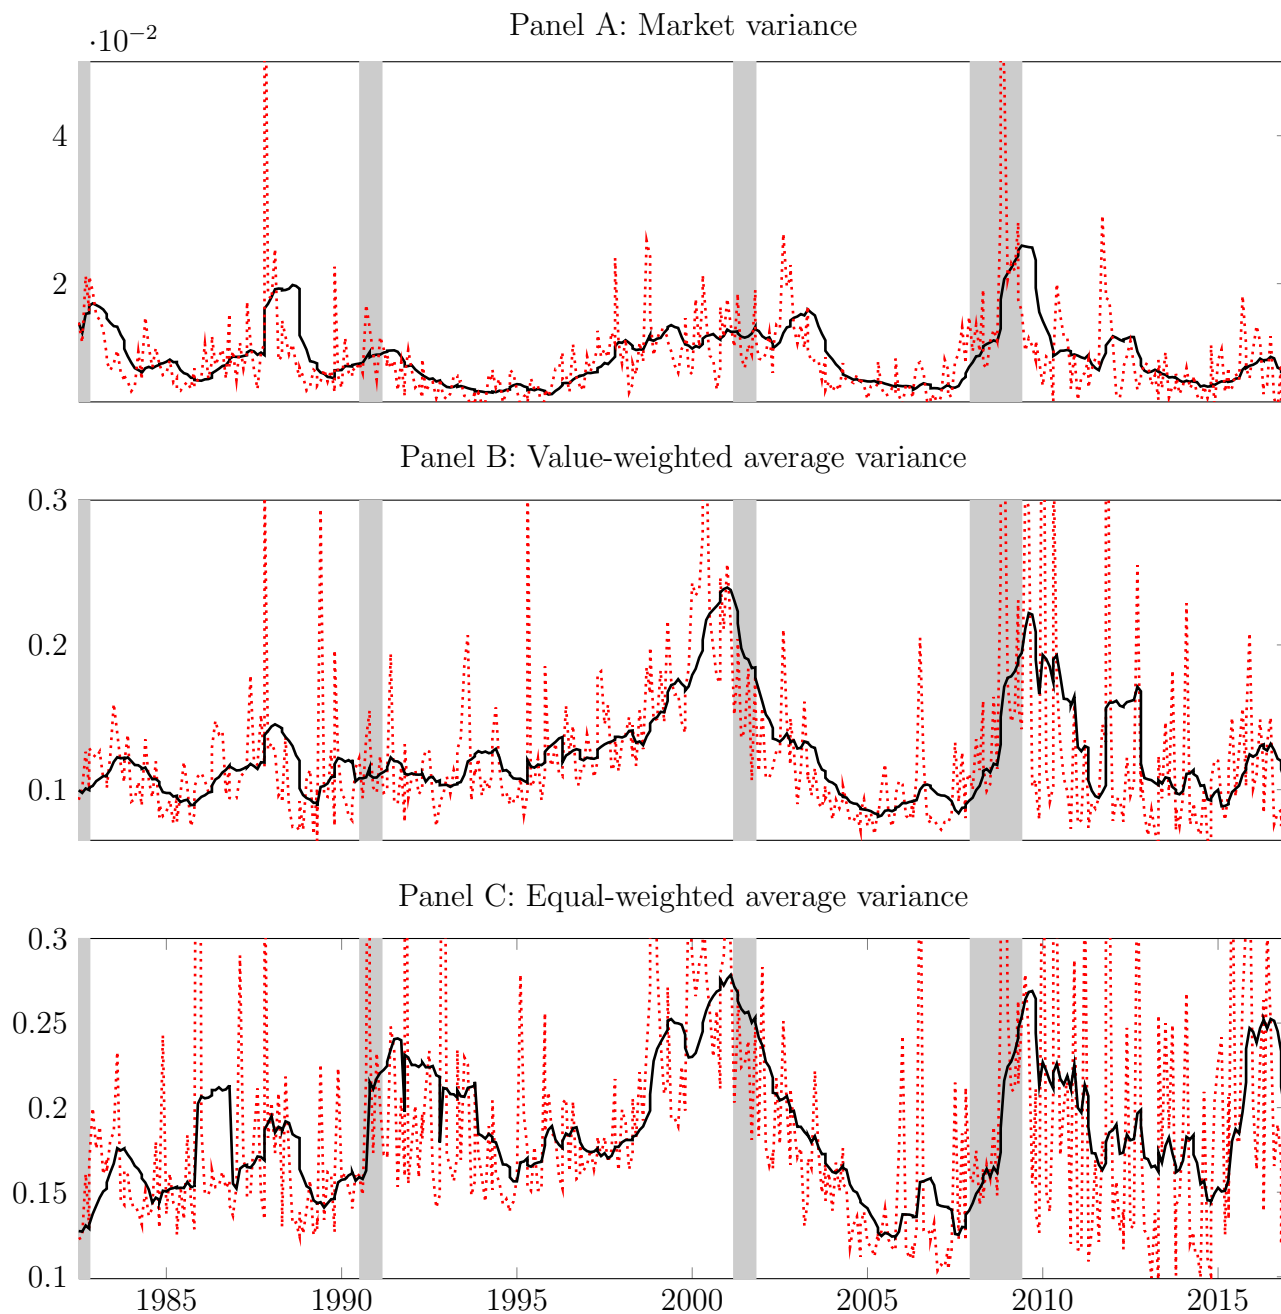 Panel A: Market variance
·10⁻²
4
2
Panel B: Value-weighted average variance
0.3
0.2
0.1
Panel C: Equal-weighted average variance
0.3
0.25
0.2
0.15
0.1
1985 1990 1995 2000 2005 2010 2015